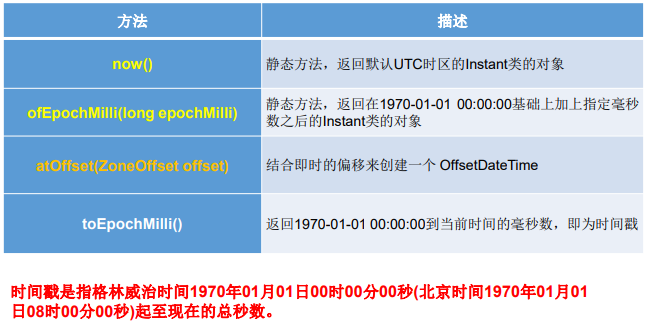 方法 描述
now() 静态方法，返回默认UTC时区的Instant类的对象
ofEpochMilli(long epochMilli) 静态方法，返回在1970-01-01 00:00:00基础上加上指定毫秒
数之后的Instant类的对象
atOffset(ZoneOffset offset) 结合即时的偏移来创建一个 OffsetDateTime
toEpochMilli() 返回1970-01-01 00:00:00到当前时间的毫秒数，即为时间戳
时间戳是指格林威治时间1970年01月01日00时00分00秒(北京时间1970年01月01
日08时00分00秒)起至现在的总秒数。